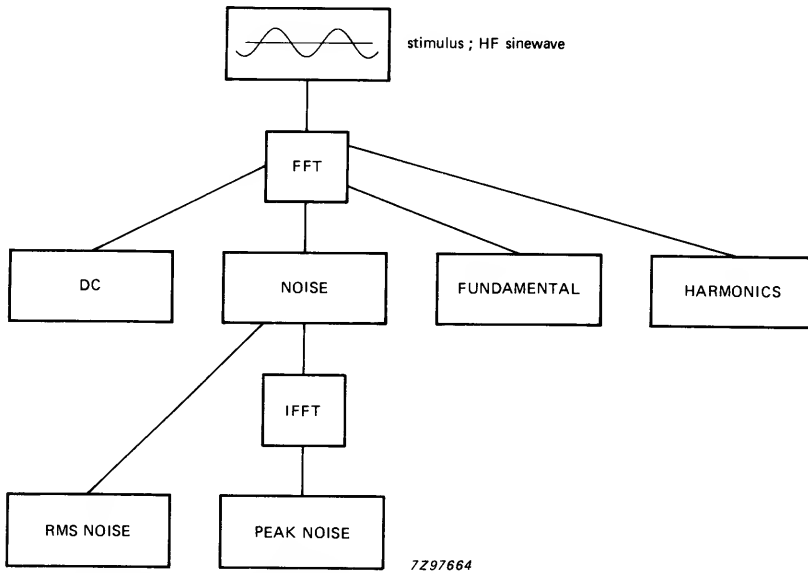 stimulus ; HF sinewave
FFT
DC
NOISE
FUNDAMENTAL
HARMONICS
IFFT
RMS NOISE
PEAK NOISE
7Z97664